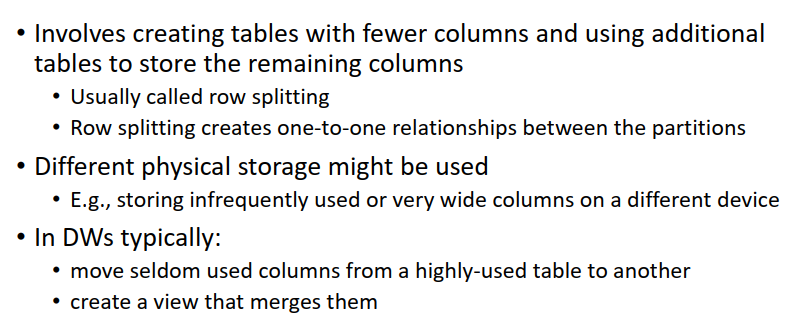 • Involves creating tables with fewer columns and using additional
tables to store the remaining columns
• Usually called row splitting
• Row splitting creates one-to-one relationships between the partitions
• Different physical storage might be used
• E.g., storing infrequently used or very wide columns on a different device
• In DWs typically:
• move seldom used columns from a highly-used table to another
• create a view that merges them